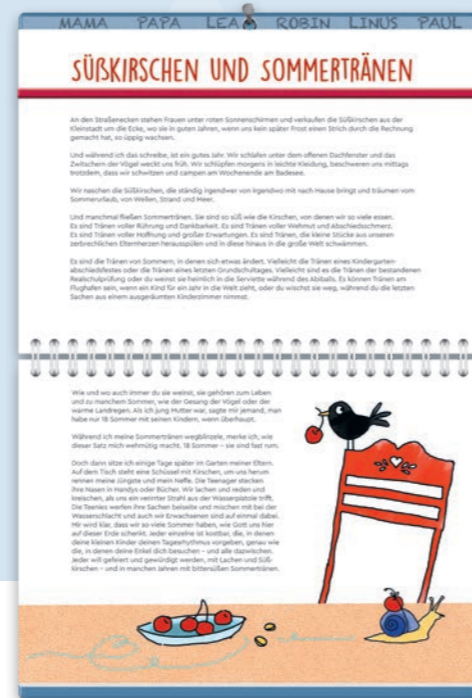 MAMA PAPA LEA ROBIN LINUS PAUL
SÜẞKIRSCHEN UND SOMMERTRÄNEN
An den Straßenecken stehen Frauen unter roten Sonnenschirmen und verkaufen die Süßkirschen aus der
Kleinstadt um die Ecke, wo sie in guten Jahren, wenn uns kein später Frost einen Strich durch die Rechnung
gemacht hat, so üppig wachsen.
Und während ich das schreibe, ist ein gutes Jahr. Wir schlafen unter dem offenen Dachfenster und das
Zwitschern der Vögel weckt uns früh. Wir schlüpfen morgens in leichte Kleidung, beschweren uns mittags
trotzdem, dass wir schwitzen und campen am Wochenende am Badesee.
Wir naschen die Süßkirschen, die ständig irgendwer von irgendwo mit nach Hause bringt und träumen vom
Sommerurlaub, von Wellen, Strand und Meer.
Und manchmal fließen Sommertränen. Sie sind so süß wie die Kirschen, von denen wir so viele essen.
Es sind Tränen voller Rührung und Dankbarkeit. Es sind Tränen voller Wehmut und Abschiedsschmerz.
Es sind Tränen voller Hoffnung und großer Erwartungen. Es sind Tränen, die kleine Stücke aus unseren
zerbrechlichen Elternherzen herausspülen und in diese hinaus in die große Welt schwämmen.
Es sind die Tränen von Sommern, in denen sich etwas ändert. Vielleicht die Tränen eines Kindergarten-
abschiedsfestes oder die Tränen eines letzten Grundschultages. Vielleicht sind es die Tränen der bestandenen
Realschulprüfung oder du weinst sie heimlich in die Serviette während des Abiballs. Es können Tränen am
Flughafen sein, wenn ein Kind für ein Jahr in die Welt zieht, oder du wischst sie weg, während du die letzten
Sachen aus einem ausgeräumten Kinderzimmer nimmst.
Wie und wo auch immer du sie weinst, sie gehören zum Leben
und zu manchem Sommer, wie der Gesang der Vögel oder der
warme Landregen. Als ich jung Mutter war, sagte mir jemand, man
habe nur 18 Sommer mit seinen Kindern, wenn überhaupt.
Während ich meine Sommertränen wegblinzele, merke ich, wie
dieser Satz mich wehmütig macht. 18 Sommer – sie sind fast rum.
Doch dann sitze ich einige Tage später im Garten meiner Eltern.
Auf dem Tisch steht eine Schüssel mit Kirschen, um uns herum
rennen meine Jüngste und mein Neffe. Die Teenager stecken
ihre Nasen in Handys oder Bücher. Wir lachen und reden und
kreischen, als uns ein verirrter Strahl aus der Wasserpistole trifft.
Die Teenies werfen ihre Sachen beiseite und mischen mit bei der
Wasserschlacht und auch wir Erwachsenen sind auf einmal dabei.
Mir wird klar, dass wir so viele Sommer haben, wie Gott uns hier
auf dieser Erde schenkt. Jeder einzelne ist kostbar, die, in denen
deine kleinen Kinder deinen Tagesrhythmus vorgeben, genau wie
die, in denen deine Enkel dich besuchen – und alle dazwischen.
Jeder will gefeiert und gewürdigt werden, mit Lachen und Süß-
kirschen – und in manchen Jahren mit bittersüßen Sommertränen.